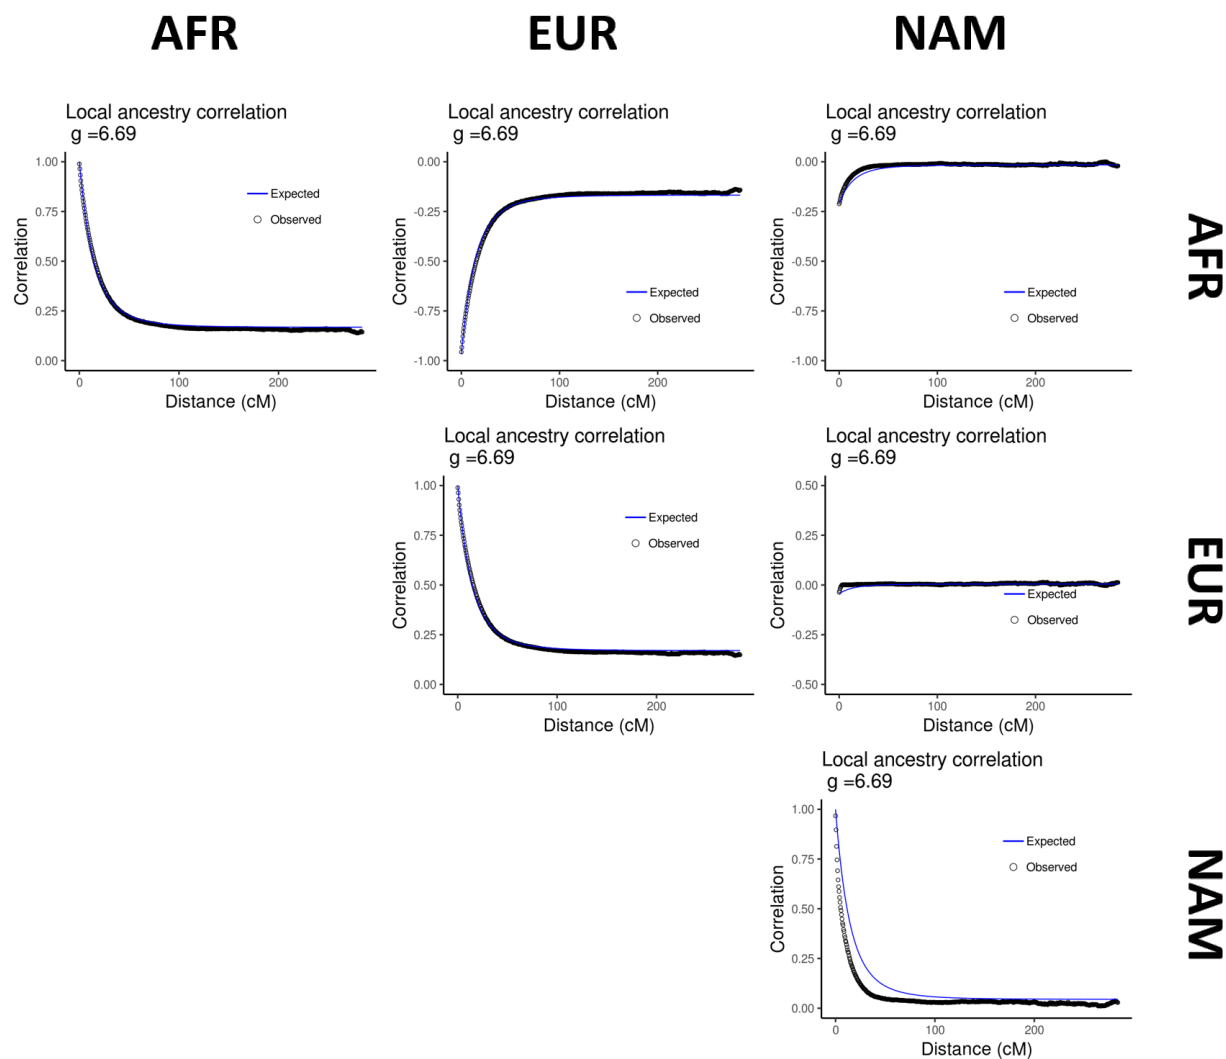 AFR
EUR
NAM
Local ancestry correlation
g =6.69
1.00
0.75
0.50
0.25
0.00
Correlation
Expected
Observed
0
100
200
Distance (cM)
Local ancestry correlation
g =6.69
0.00
-0.25
-0.50
-0.75
-1.00
Correlation
Expected
Observed
0
100
200
Distance (cM)
Local ancestry correlation
g =6.69
0.00
-0.25
-0.50
-0.75
-1.00
Correlation
Expected
Observed
0
100
200
Distance (cM)
AFR
Local ancestry correlation
g =6.69
1.00
0.75
0.50
0.25
0.00
Correlation
Expected
Observed
0
100
200
Distance (cM)
Local ancestry correlation
g =6.69
0.50
0.25
0.00
-0.25
-0.50
Correlation
Expected
Observed
0
100
200
Distance (cM)
EUR
Local ancestry correlation
g =6.69
1.00
0.75
0.50
0.25
0.00
Correlation
Expected
Observed
0
100
200
Distance (cM)
NAM